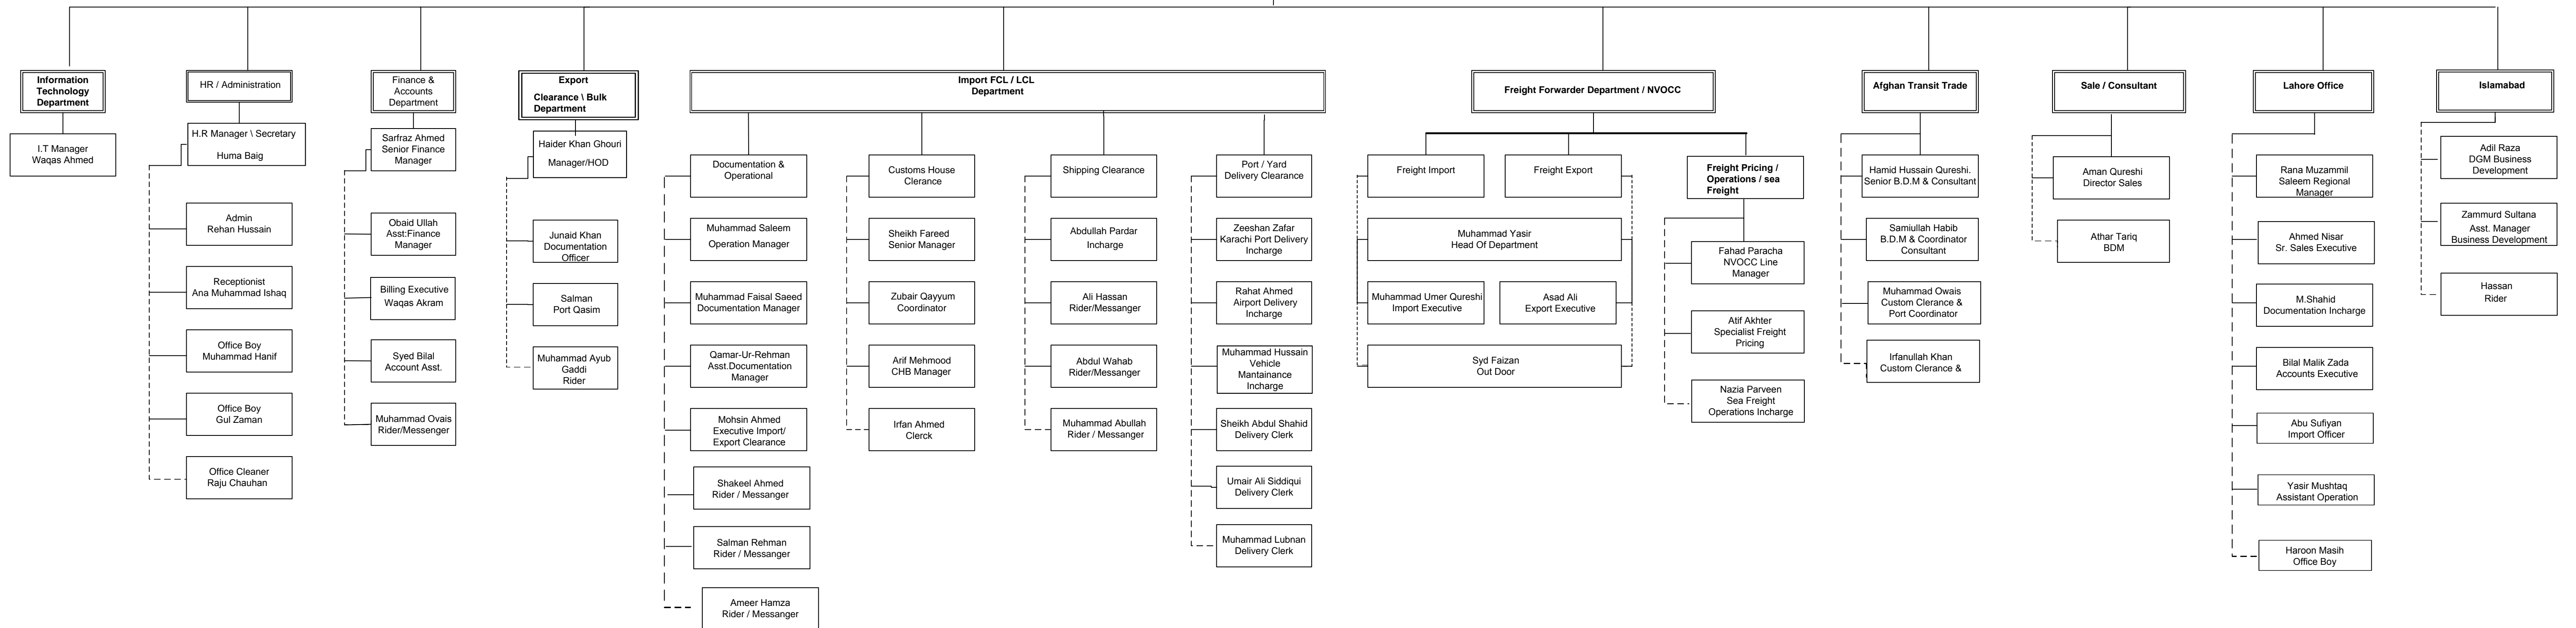 Information
Technology
Department
I.T Manager
Waqas Ahmed
HR / Administration
H.R Manager \ Secretary
Huma Baig
Admin
Rehan Hussain
Receptionist
Ana Muhammad Ishaq
Office Boy
Muhammad Hanif
Office Boy
Gul Zaman
Office Cleaner
Raju Chauhan
Finance &
Accounts
Department
Sarfraz Ahmed
Senior Finance
Manager
Obaid Ullah
Asst:Finance
Manager
Billing Executive
Waqas Akram
Syed Bilal
Account Asst.
Muhammad Ovais
Rider/Messenger
Export
Clearance \ Bulk
Department
Haider Khan Ghouri
Manager/HOD
Junaid Khan
Documentation
Officer
Salman
Port Qasim
Muhammad Ayub
Gaddi
Rider
Import FCL / LCL
Department
Documentation &
Operational
Muhammad Saleem
Operation Manager
Muhammad Faisal Saeed
Documentation Manager
Qamar-Ur-Rehman
Asst.Documentation
Manager
Mohsin Ahmed
Executive Import/
Export Clearance
Shakeel Ahmed
Rider / Messanger
Salman Rehman
Rider / Messanger
Ameer Hamza
Rider / Messanger
Customs House
Clerance
Sheikh Fareed
Senior Manager
Zubair Qayyum
Coordinator
Arif Mehmood
CHB Manager
Irfan Ahmed
Clerck
Shipping Clearance
Abdullah Pardar
Incharge
Ali Hassan
Rider/Messanger
Abdul Wahab
Rider/Messanger
Muhammad Abullah
Rider / Messanger
Port / Yard
Delivery Clearance
Zeeshan Zafar
Karachi Port Delivery
Incharge
Rahat Ahmed
Airport Delivery
Incharge
Muhammad Hussain
Vehicle
Mantainance
Incharge
Sheikh Abdul Shahid
Delivery Clerk
Umair Ali Siddiqui
Delivery Clerk
Muhammad Lubnan
Delivery Clerk
Freight Forwarder Department / NVOCC
Freight Import
Freight Export
Muhammad Yasir
Head Of Department
Muhammad Umer Qureshi
Import Executive
Asad Ali
Export Executive
Syd Faizan
Out Door
Freight Pricing /
Operations / sea
Freight
Fahad Paracha
NVOCC Line
Manager
Atif Akhter
Specialist Freight
Pricing
Nazia Parveen
Sea Freight
Operations Incharge
Afghan Transit Trade
Hamid Hussain Qureshi.
Senior B.D.M & Consultant
Samiullah Habib
B.D.M & Coordinator
Consultant
Muhammad Owais
Custom Clerance &
Port Coordinator
Irfanullah Khan
Custom Clerance &
Sale / Consultant
Aman Qureshi
Director Sales
Athar Tariq
BDM
Lahore Office
Rana Muzammil
Saleem Regional
Manager
Ahmed Nisar
Sr. Sales Executive
M.Shahid
Documentation Incharge
Bilal Malik Zada
Accounts Executive
Abu Sufiyan
Import Officer
Yasir Mushtaq
Assistant Operation
Haroon Masih
Office Boy
Islamabad
Adil Raza
DGM Business
Development
Zammurd Sultana
Asst. Manager
Business Development
Hassan
Rider